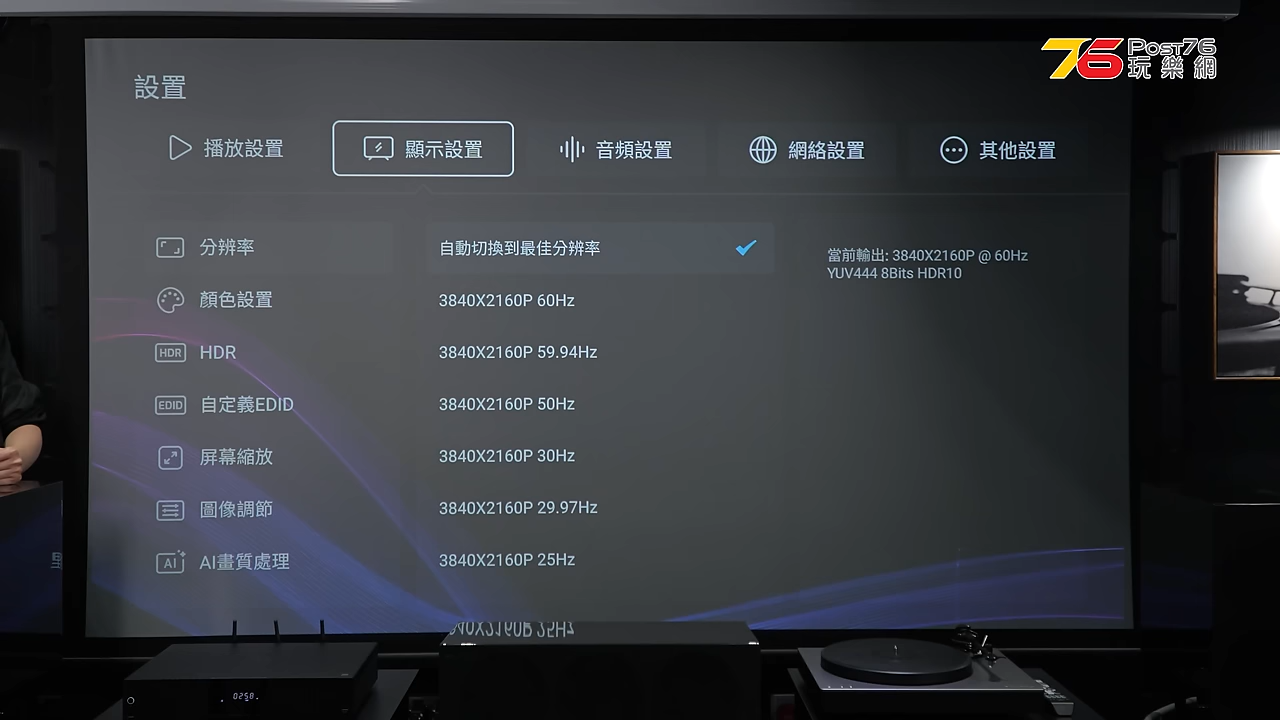 76 Post76
玩樂網
設置
播放設置
顯示設置
音頻設置
網絡設置
其他設置
分辨率
自動切換到最佳分辨率
當前輸出: 3840X2160P @ 60Hz
YUV444 8Bits HDR10
顏色設置
3840X2160P 60Hz
HDR HDR
3840X2160P 59.94Hz
EDID 自定義EDID
3840X2160P 50Hz
屏幕縮放
3840X2160P 30Hz
圖像調節
3840X2160P 29.97Hz
AI AI畫質處理
3840X2160P 25Hz